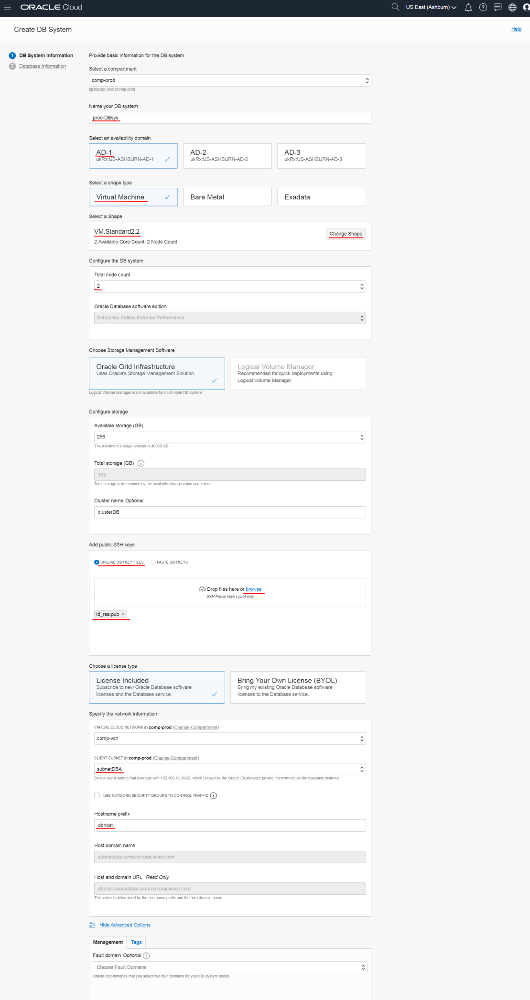 ORACLE Cloud
US East (Ashburn)
Create DB System
Help
1 DB System Information
2 Database Information
Provide basic information for the DB system
Select a compartment
comp-prod
lgcnscorp (root)/comp-prod
Name your DB system
prod-DBsys
Select an availability domain
AD-1
ukRx:US-ASHBURN-AD-1
AD-2
ukRx:US-ASHBURN-AD-2
AD-3
ukRx:US-ASHBURN-AD-3
Select a shape type
Virtual Machine
Bare Metal
Exadata
Select a Shape
VM.Standard2.2
2 Available Core Count, 2 Node Count
Change Shape
Configure the DB system
Total node count
2
Oracle Database software edition
Enterprise Edition Extreme Performance
Choose Storage Management Software
Oracle Grid Infrastructure
Uses Oracle's Storage Management Solution.
Logical Volume Manager
Recommended for quick deployments using
Logical Volume Manager.
Logical Volume Manager is not available for multi-node DB system
Configure storage
Available storage (GB)
256
The maximum storage amount is 40960 GB.
Total storage (GB)
912
Total storage is determined by the available storage value you select.
Cluster name Optional
clusterDB
Add public SSH keys
UPLOAD SSH KEY FILES
PASTE SSH KEYS
Drop files here or browse
SSH Public keys (.pub) only
id_rsa.pub ×
Choose a license type
License Included
Subscribe to new Oracle Database software
licenses and the Database service.
Bring Your Own License (BYOL)
Bring my existing Oracle Database software
licenses to the Database service.
Specify the network information
VIRTUAL CLOUD NETWORK in comp-prod (Change Compartment)
comp-vcn
CLIENT SUBNET in comp-prod (Change Compartment)
subnetDBA
Do not use a subnet that overlaps with 192.168.16.16/28, which is used by the Oracle Clusterware private interconnect on the database instance.
USE NETWORK SECURITY GROUPS TO CONTROL TRAFFIC
Hostname prefix
dbhost
Host domain name
subnetdba.compvcn.oraclevcn.com
Host and domain URL Read Only
dbhost.subnetdba.compvcn.oraclevcn.com
This value is determined by the hostname prefix and the host domain name.
Hide Advanced Options
Management
Tags
Fault domain Optional
Choose Fault Domains
Oracle recommends that you select two fault domains for your DB system nodes